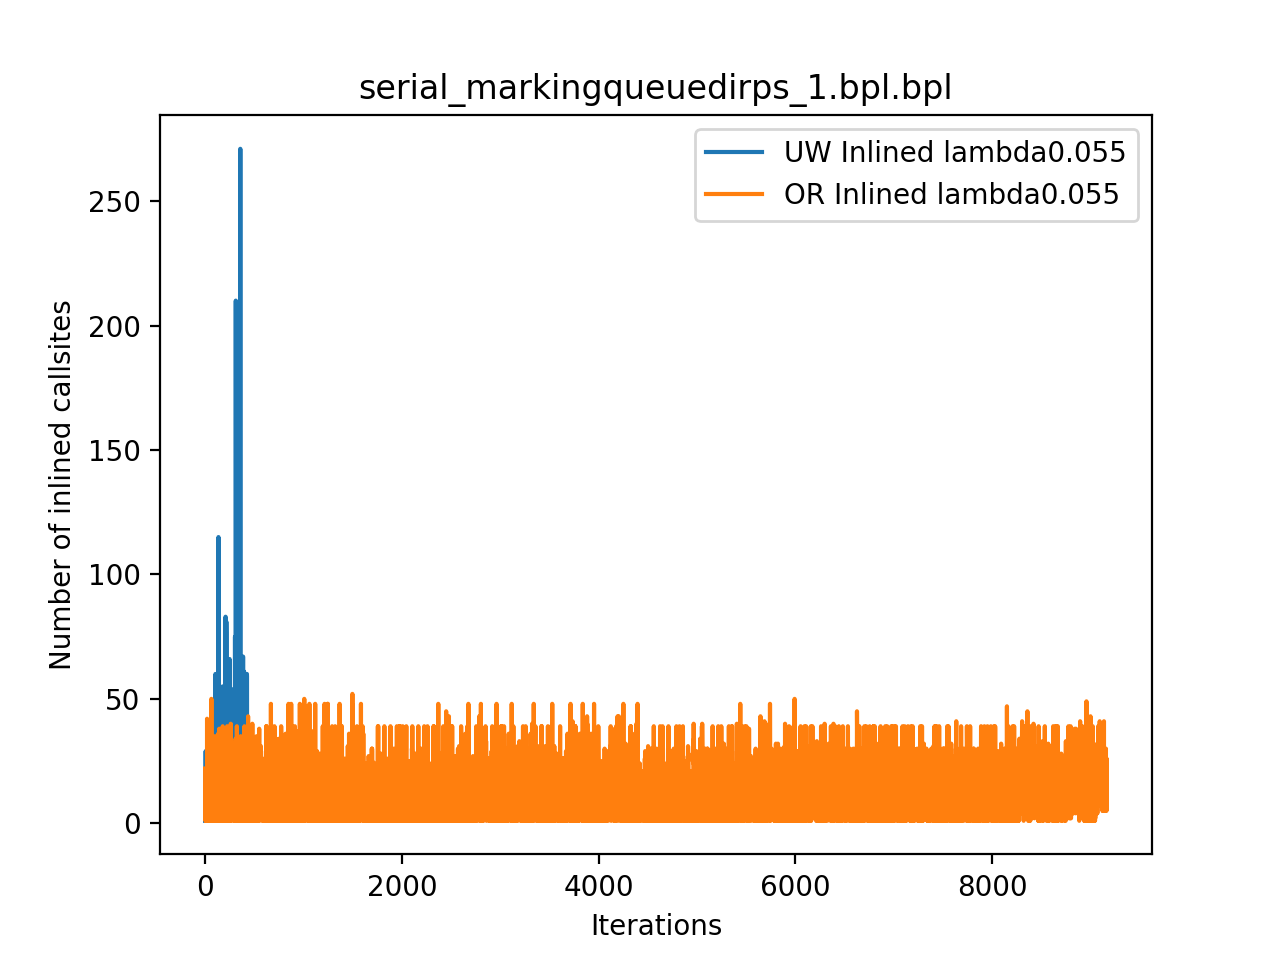 serial_markingqueuedirps_1.bpl.bpl
UW Inlined lambda0.055
OR Inlined lambda0.055
Number of inlined callsites
250
200
150
100
50
0
0 2000 4000 6000 8000
Iterations